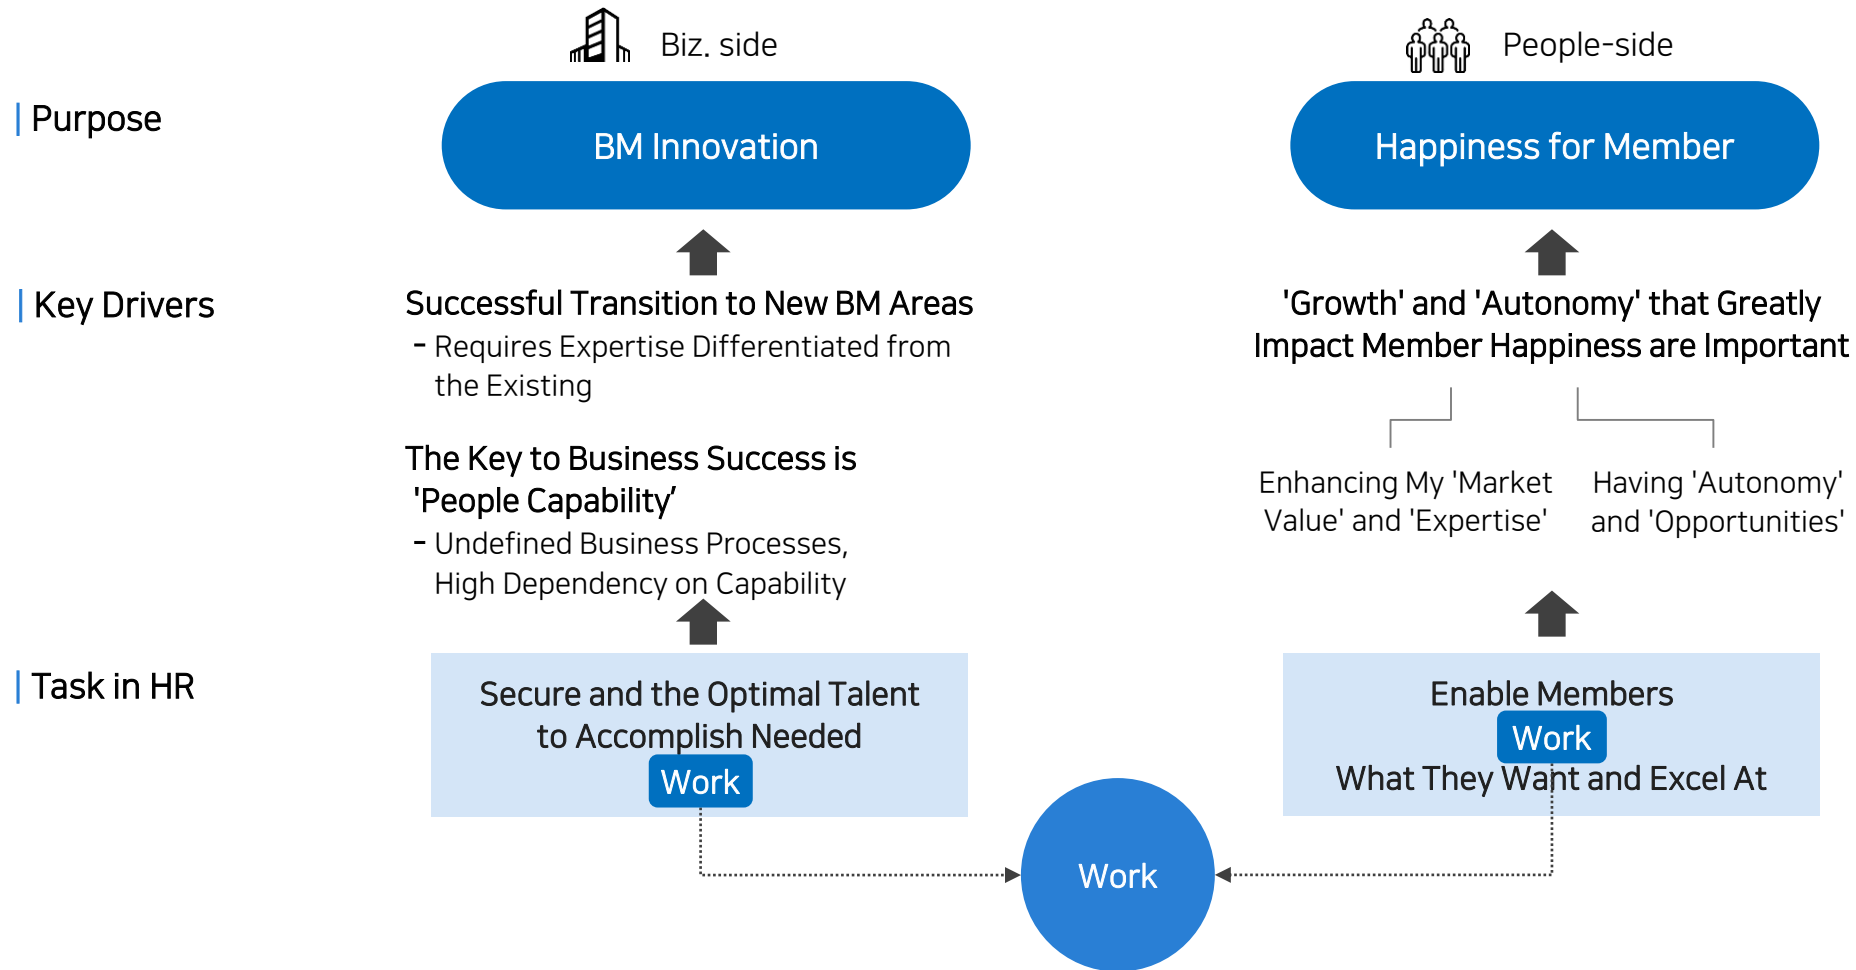 Biz. side
People-side
Purpose
BM Innovation
Happiness for Member
Key Drivers
Successful Transition to New BM Areas
- Requires Expertise Differentiated from
the Existing
The Key to Business Success is
'People Capability’
- Undefined Business Processes,
High Dependency on Capability
'Growth' and 'Autonomy' that Greatly
Impact Member Happiness are Important
Enhancing My 'Market
Value' and 'Expertise'
Having 'Autonomy'
and 'Opportunities'
Task in HR
Secure and the Optimal Talent
to Accomplish Needed
Work
Enable Members
Work
What They Want and Excel At
Work